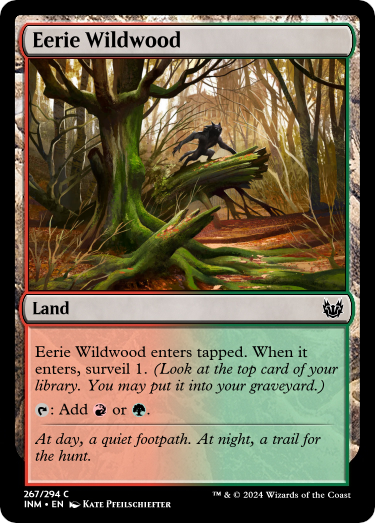 Eerie Wildwood
Land
Eerie Wildwood enters tapped. When it
enters, surveil 1. (Look at the top card of your
library. You may put it into your graveyard.)
: Add or .
At day, a quiet footpath. At night, a trail for
the hunt.
267/294 C
INM • EN Kate Pfeilschiefter
™ & © 2024 Wizards of the Coast